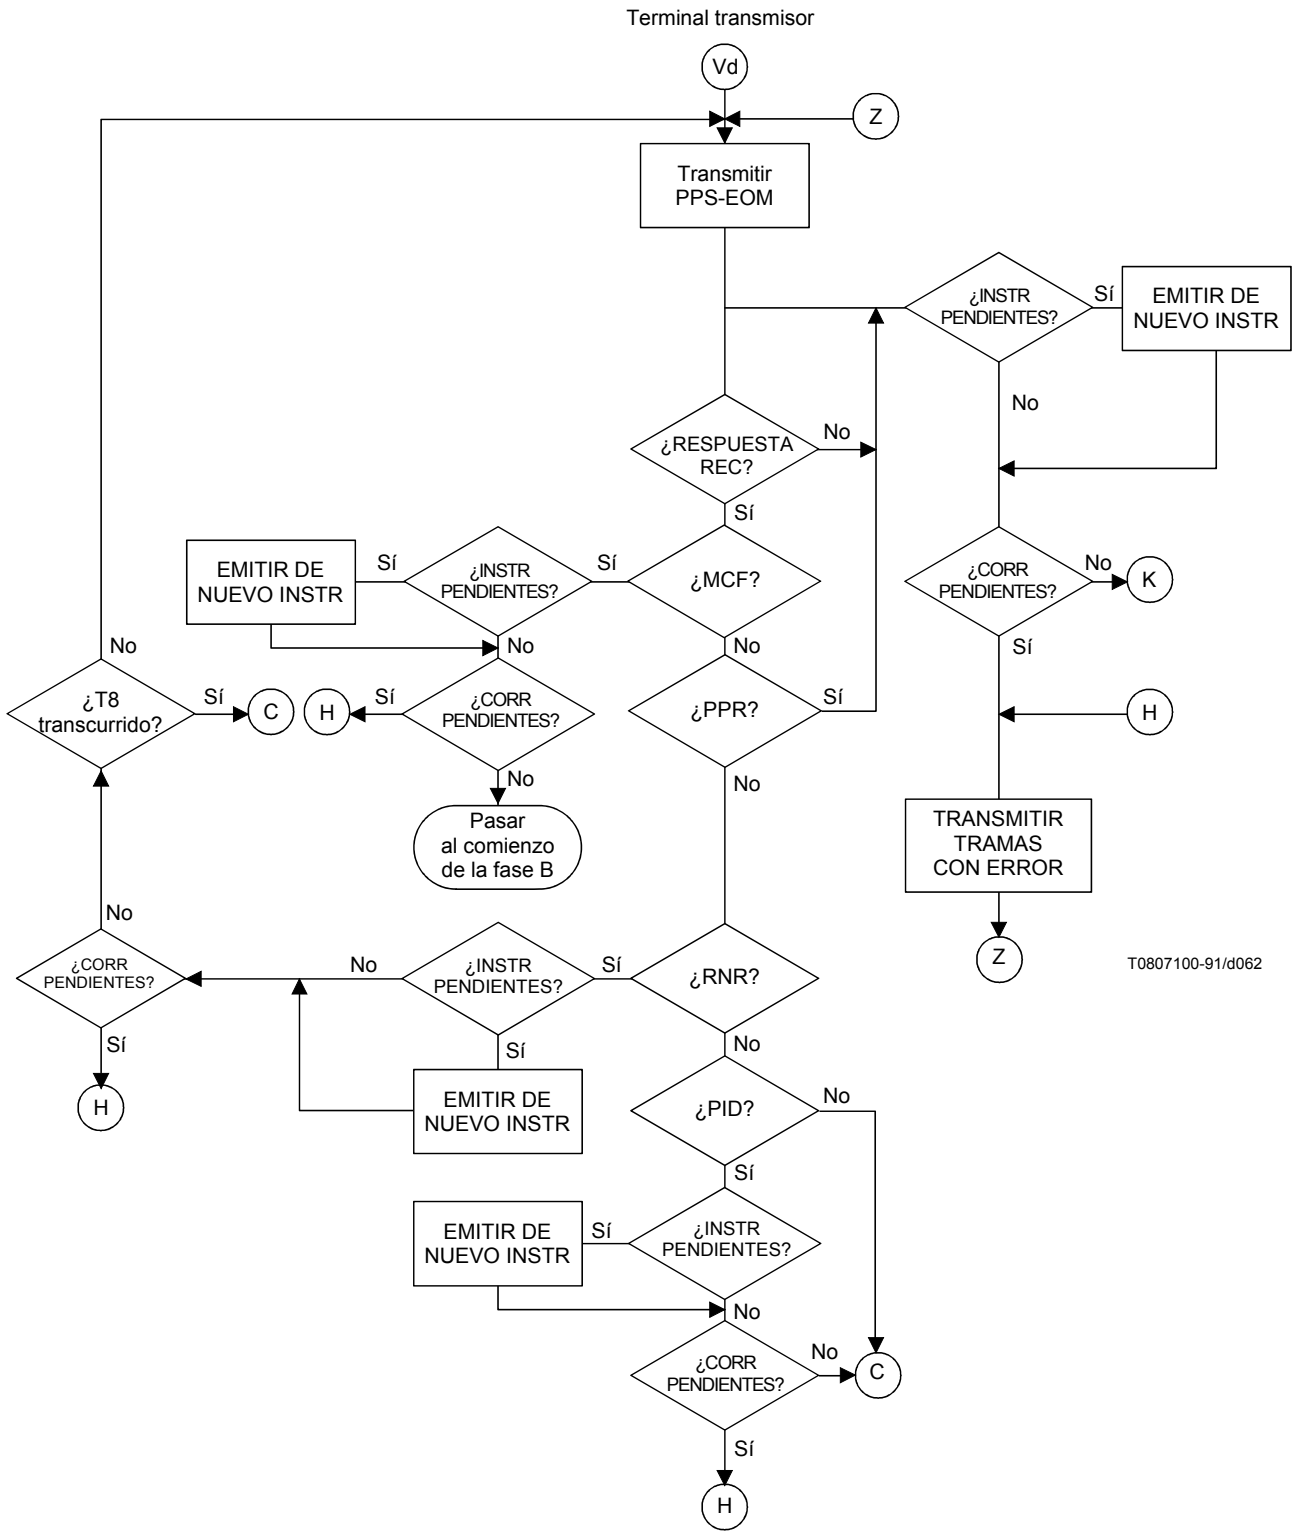 Terminal transmisor
Vd
Z
Transmitir
PPS-EOM
¿INSTR
PENDIENTES?
Sí
EMITIR DE
NUEVO INSTR
No
¿RESPUESTA
REC?
No
Sí
¿MCF?
Sí
¿INSTR
PENDIENTES?
Sí
EMITIR DE
NUEVO INSTR
¿CORR
PENDIENTES?
No
K
Sí
No
No
No
¿T8
transcurrido?
Sí
C
H
Sí
¿CORR
PENDIENTES?
¿PPR?
Sí
H
No
No
Pasar
al comienzo
de la fase B
TRANSMITIR
TRAMAS
CON ERROR
No
¿CORR
PENDIENTES?
No
¿INSTR
PENDIENTES?
Sí
¿RNR?
Z
T0807100-91/d062
Sí
Sí
No
H
EMITIR DE
NUEVO INSTR
¿PID?
No
Sí
EMITIR DE
NUEVO INSTR
Sí
¿INSTR
PENDIENTES?
No
¿CORR
PENDIENTES?
No
C
Sí
H